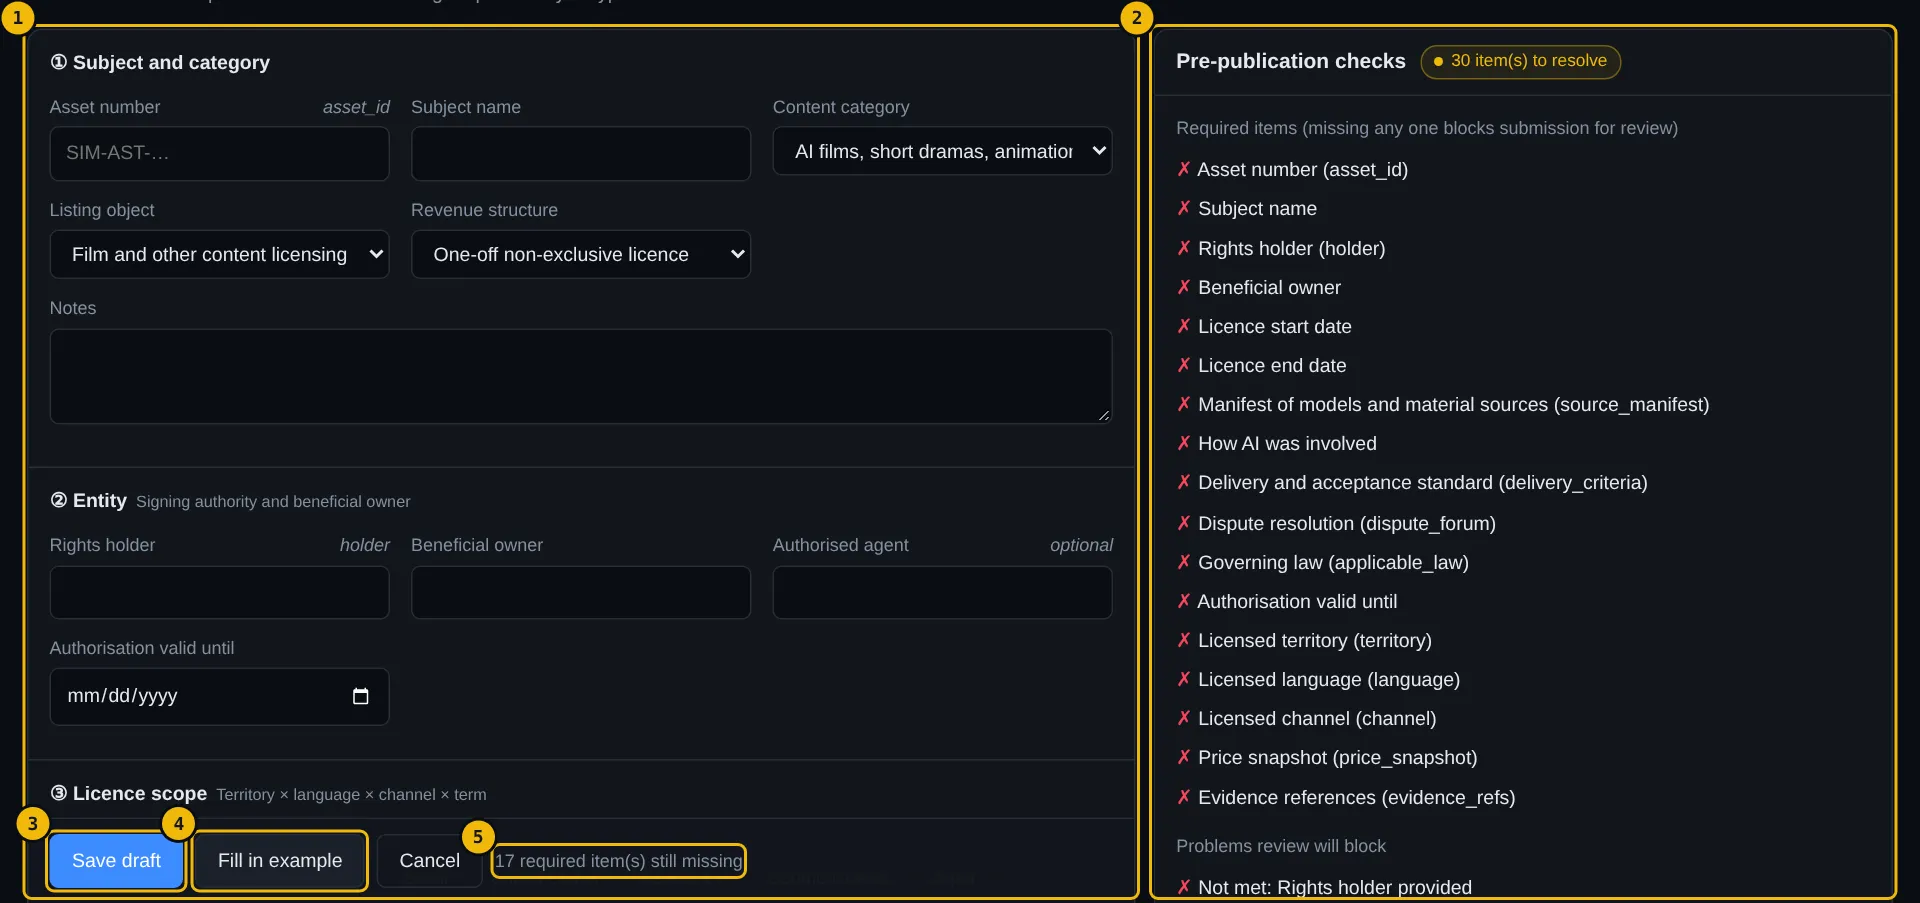 1
2
① Subject and category
Asset number asset_id
SIM-AST-…
Subject name
Content category
AI films, short dramas, animation
Listing object
Film and other content licensing
Revenue structure
One-off non-exclusive licence
Notes
② Entity Signing authority and beneficial owner
Rights holder holder
Beneficial owner
Authorised agent optional
Authorisation valid until
mm/dd/yyyy
③ Licence scope Territory × language × channel × term
3
4
5
Save draft
Fill in example
Cancel
17 required item(s) still missing
Pre-publication checks
30 item(s) to resolve
Required items (missing any one blocks submission for review)
✗ Asset number (asset_id)
✗ Subject name
✗ Rights holder (holder)
✗ Beneficial owner
✗ Licence start date
✗ Licence end date
✗ Manifest of models and material sources (source_manifest)
✗ How AI was involved
✗ Delivery and acceptance standard (delivery_criteria)
✗ Dispute resolution (dispute_forum)
✗ Governing law (applicable_law)
✗ Authorisation valid until
✗ Licensed territory (territory)
✗ Licensed language (language)
✗ Licensed channel (channel)
✗ Price snapshot (price_snapshot)
✗ Evidence references (evidence_refs)
Problems review will block
✗ Not met: Rights holder provided